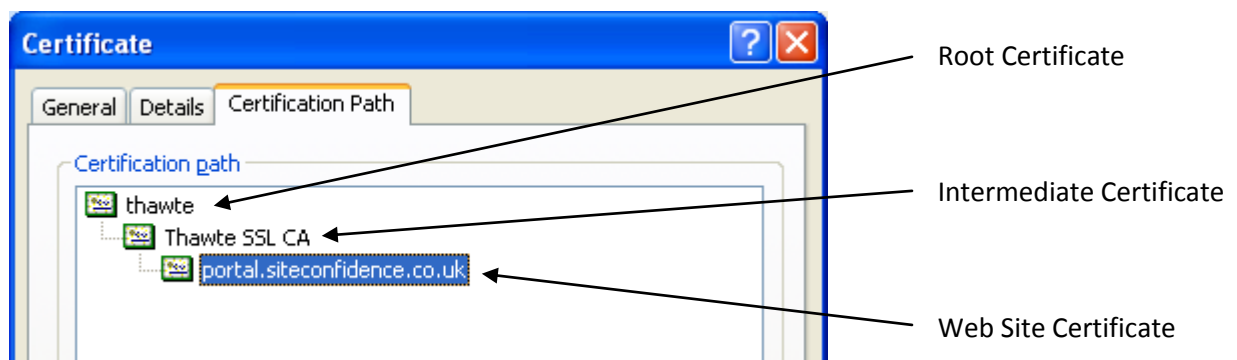 Certificate
Root Certificate
General Details Certification Path
Certification path
thawte
Intermediate Certificate
Thawte SSL CA
portal.siteconfidence.co.uk
Web Site Certificate